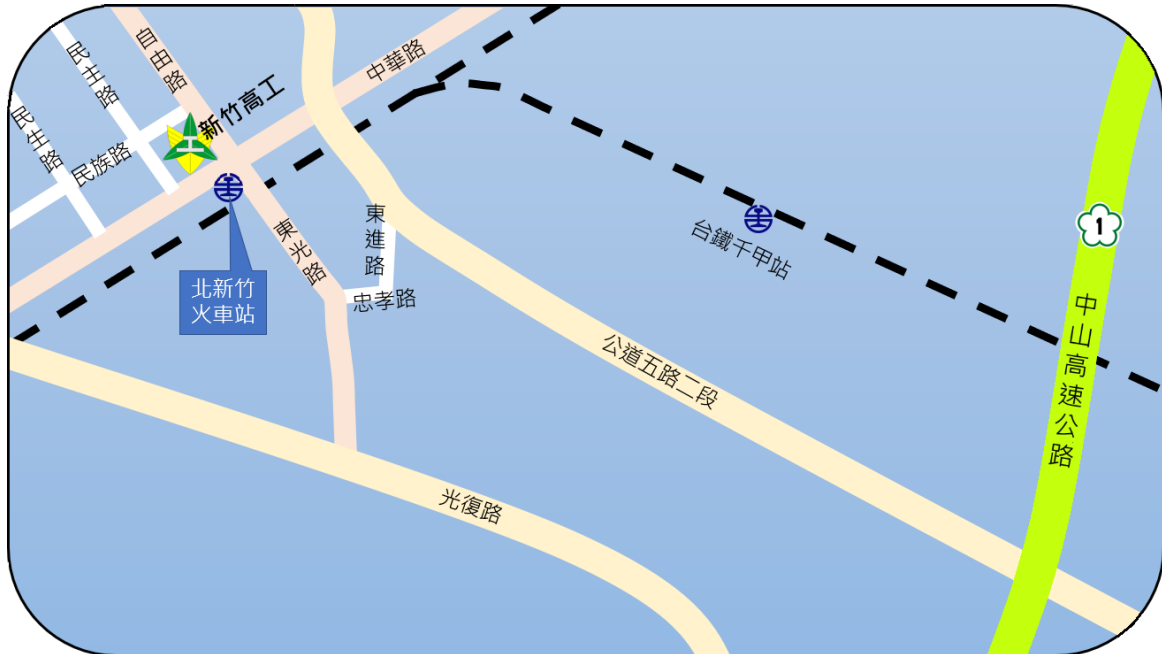 民主路
自由路
中華路
民生路
新竹高工
民族路
工
東光路
東進路
北新竹
火車站
忠孝路
台鐵千甲站
1
中山高速公路
公道五路二段
光復路